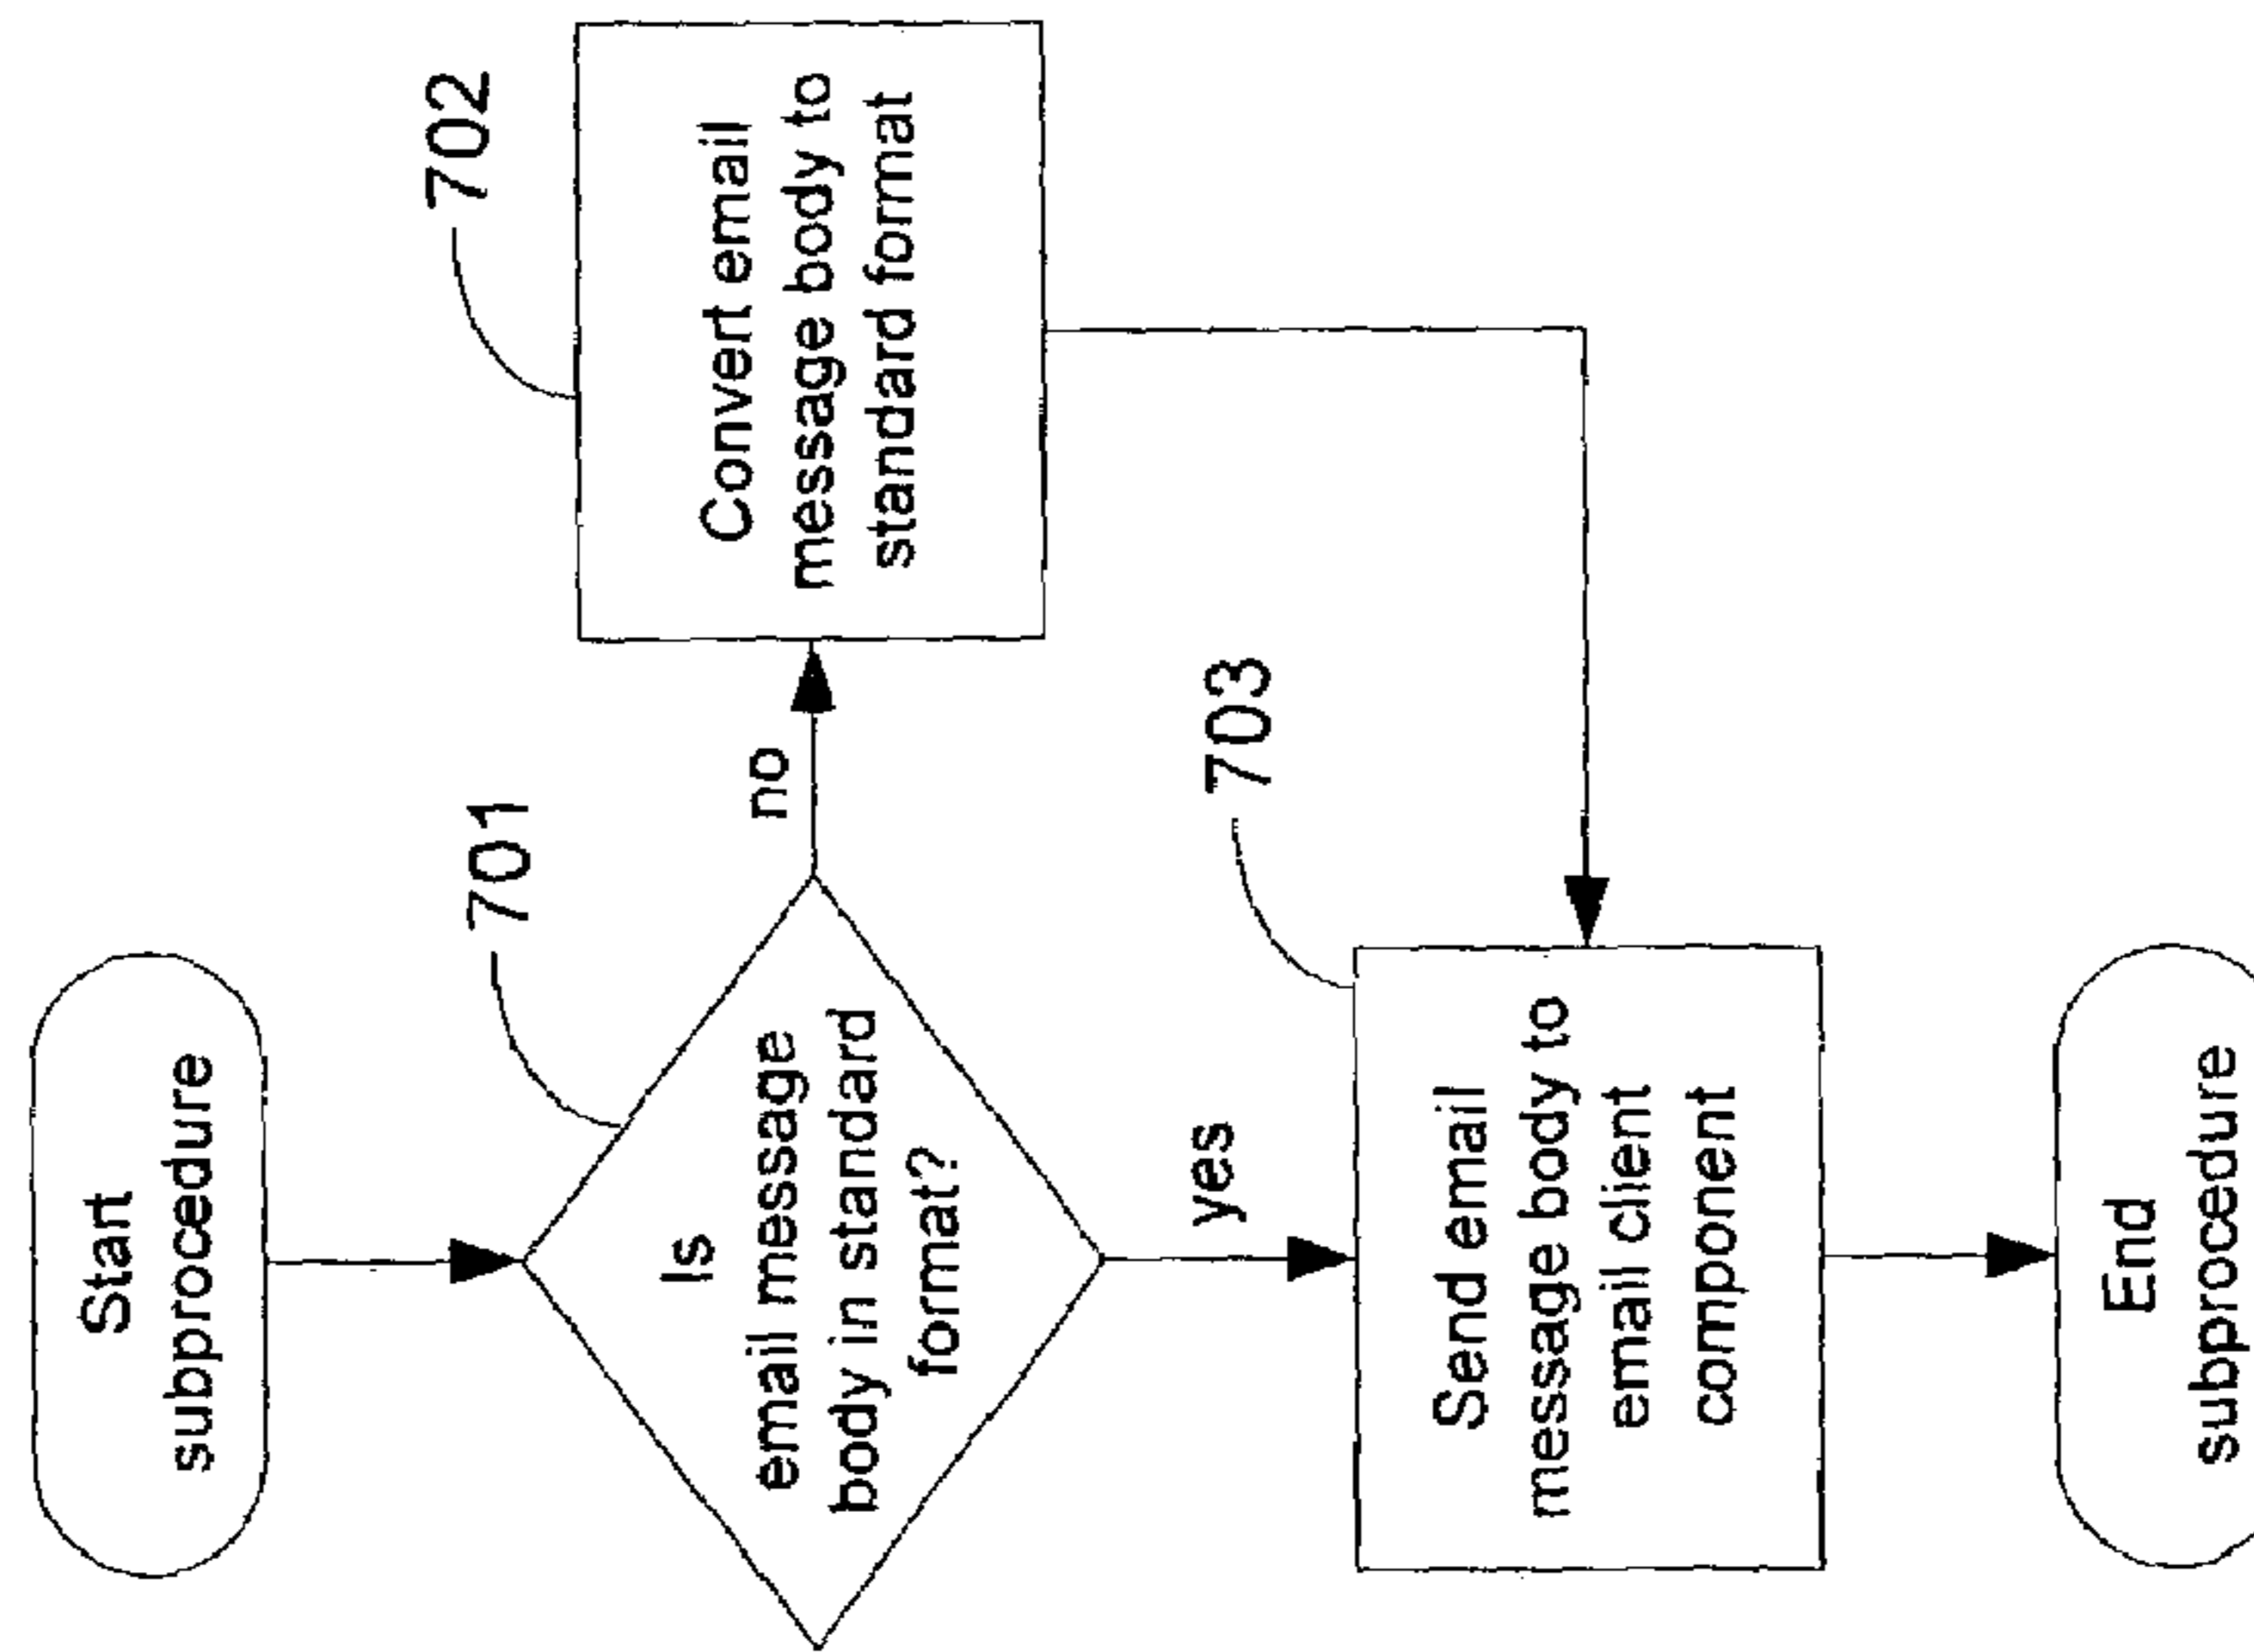 Start
subprocedure
701
Is
email message
body in standard
format?
no
702
Convert email
message body to
standard format
yes
703
Send email
message body to
email client
component
End
subprocedure